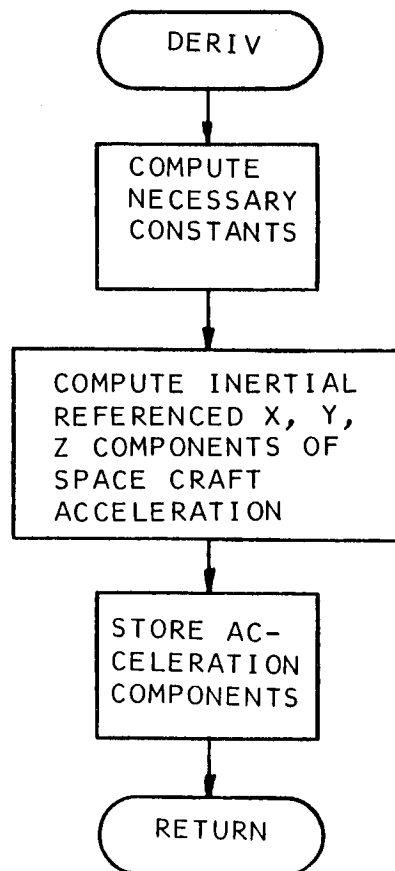 DERIV
COMPUTE
NECESSARY
CONSTANTS
COMPUTE INERTIAL
REFERENCED X, Y,
Z COMPONENTS OF
SPACE CRAFT
ACCELERATION
STORE AC-
CELERATION
COMPONENTS
RETURN